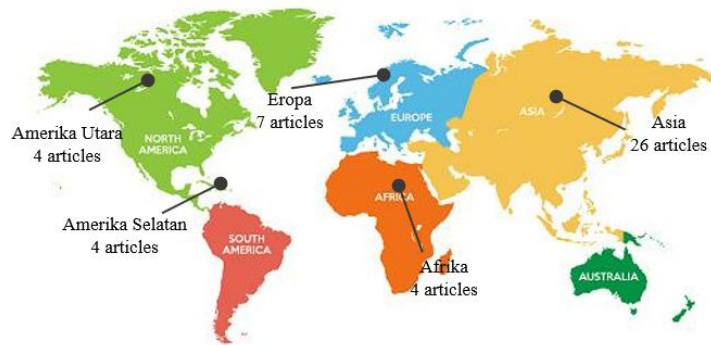 Amerika Utara
4 articles
NORTH
AMERICA
Eropa
7 articles
EUROPE
ASIA
Asia
26 articles
Amerika Selatan
4 articles
SOUTH
AMERICA
AFRICA
Afrika
4 articles
AUSTRALIA